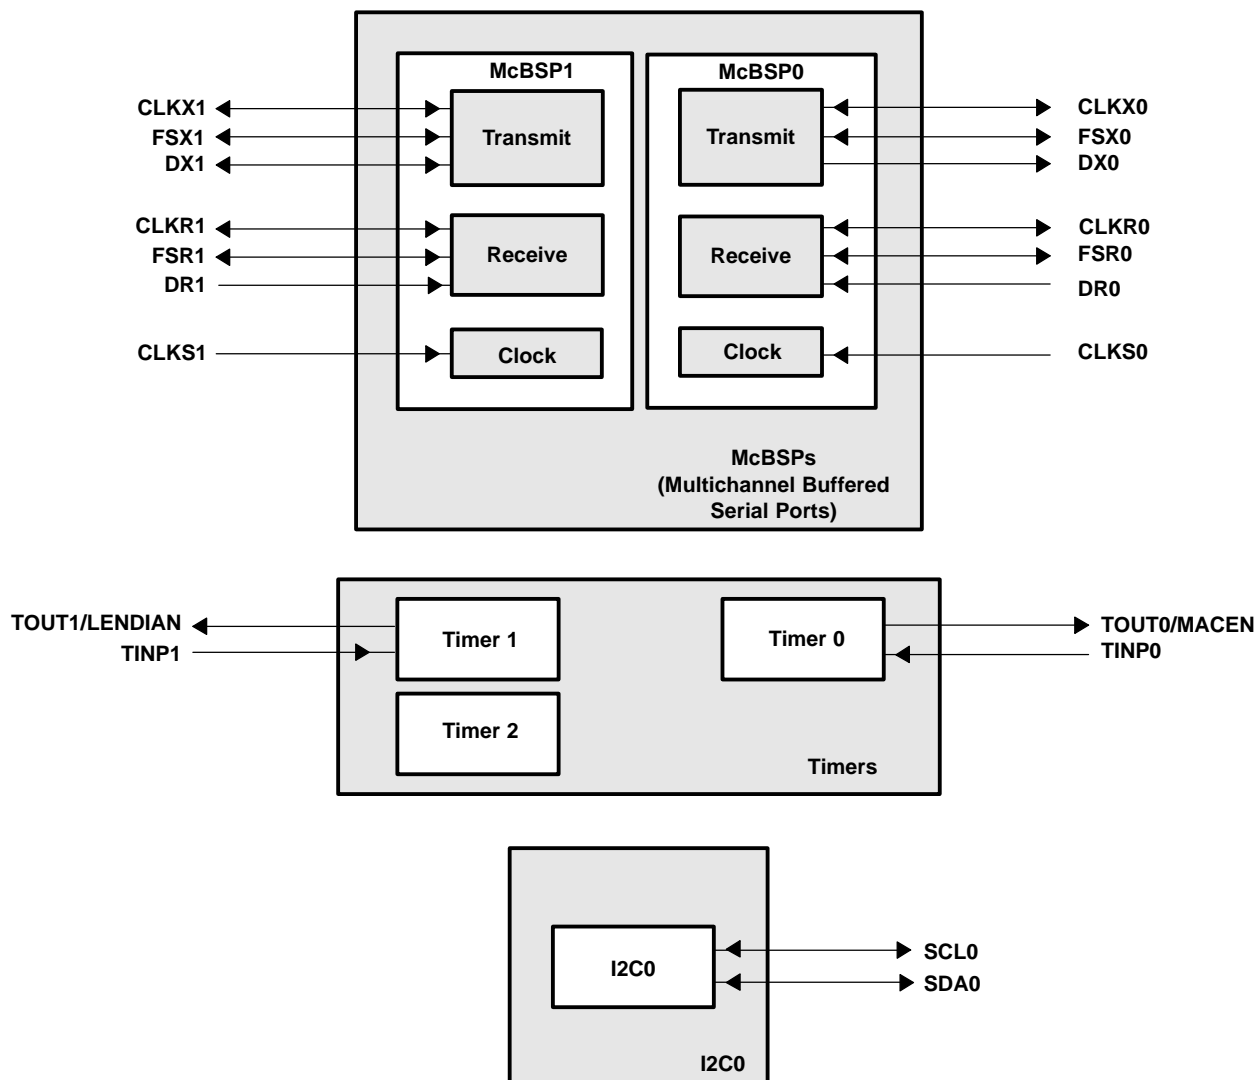 McBSP1
McBSP0
CLKX1
Transmit
Transmit
CLKX0
FSX1
FSX0
DX1
DX0
CLKR1
Receive
Receive
CLKR0
FSR1
FSR0
DR1
DR0
CLKS1
Clock
Clock
CLKS0
McBSPs
(Multichannel Buffered
Serial Ports)
TOUT1/LENDIAN
Timer 1
Timer 0
TOUT0/MACEN
TINP1
TINP0
Timer 2
Timers
I2C0
SCL0
SDA0
I2C0